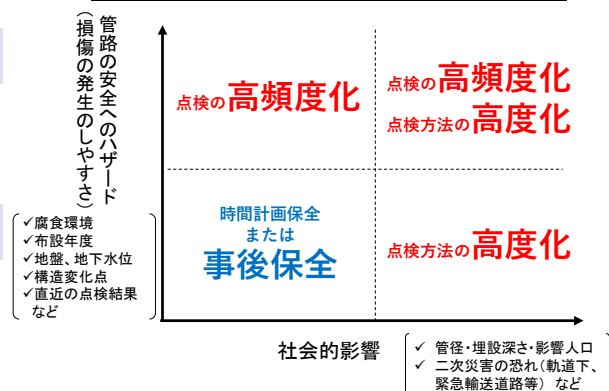 管路の安全へのハザード
(損傷の発生のしやすさ)
点検の高頻度化
点検の高頻度化
点検方法の高度化
時間計画保全
または
事後保全
点検方法の高度化
✓腐食環境
✓布設年度
✓地盤、地下水位
✓構造変化点
✓直近の点検結果
など
社会的影響
✓ 管径・埋設深さ・影響人口
✓ 二次災害の恐れ(軌道下、
緊急輸送道路等) など